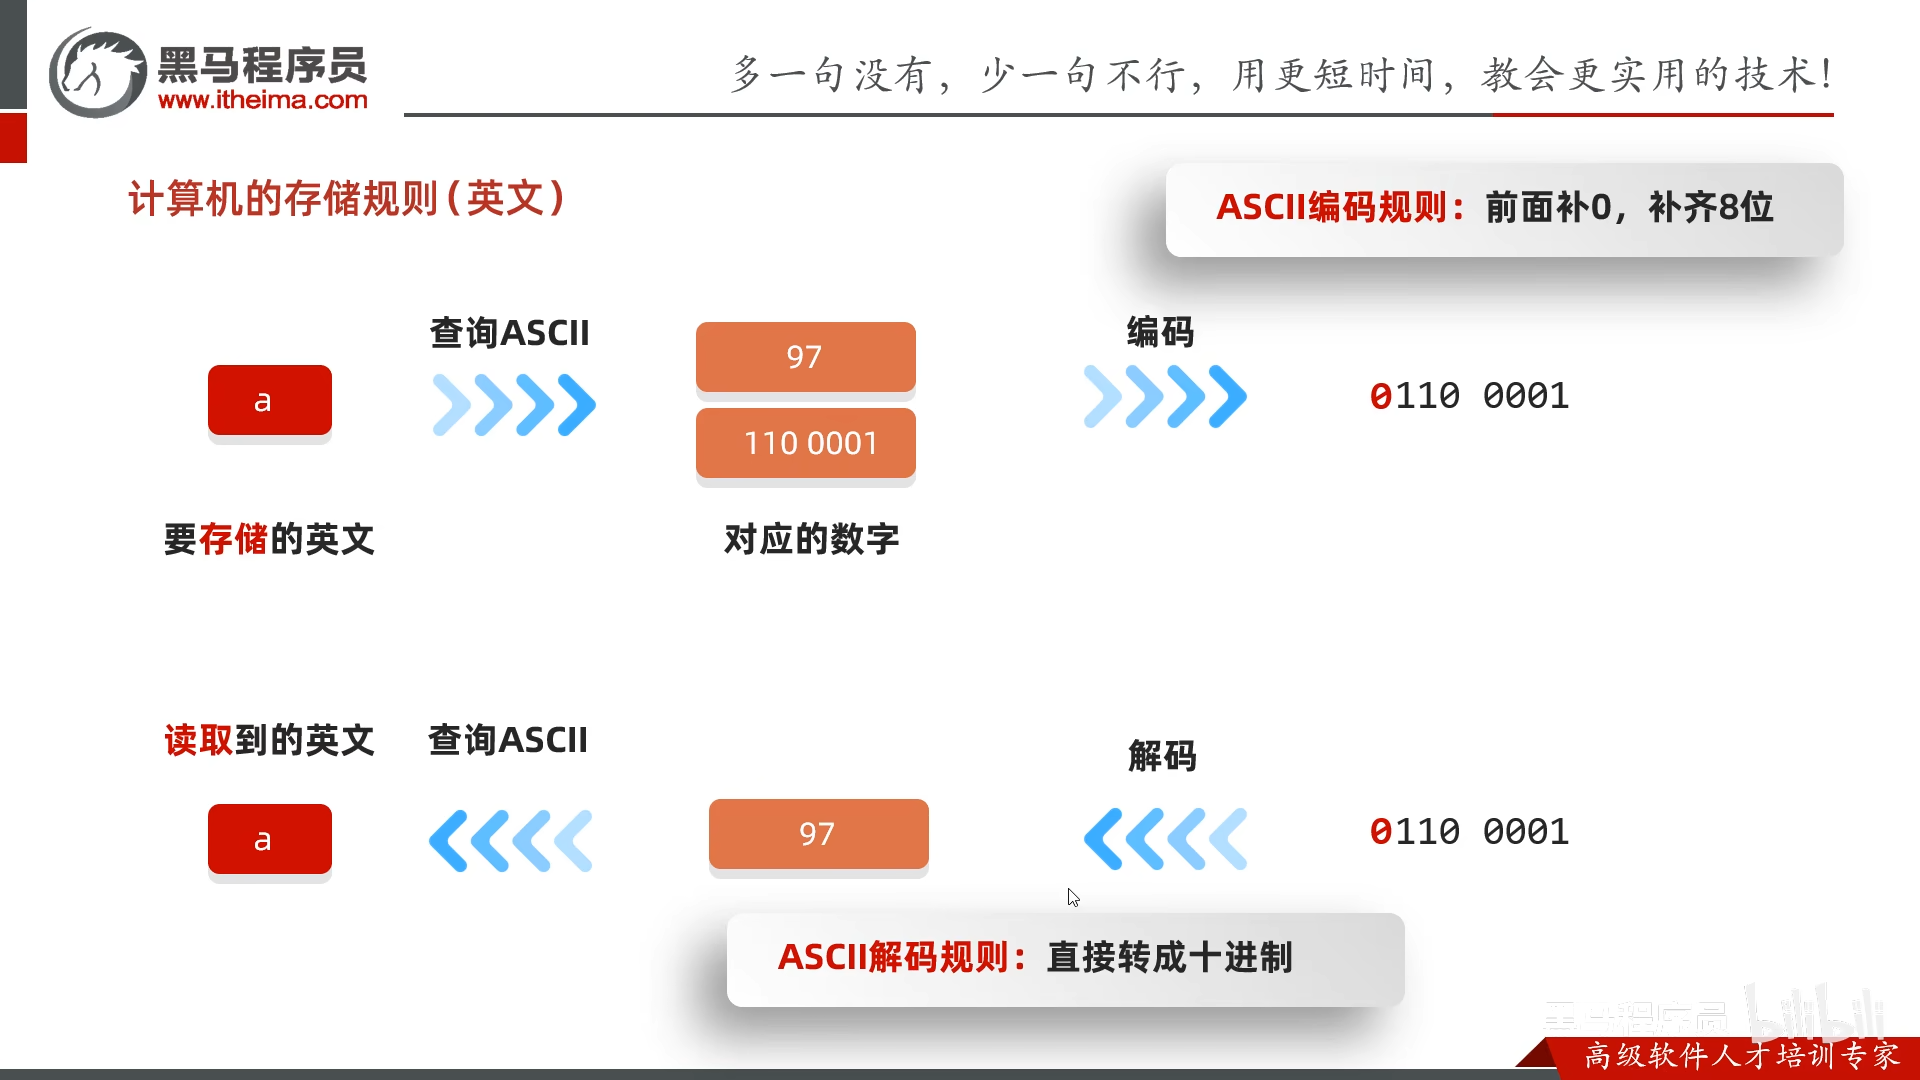 黑马程序员
www.itheima.com
多一句没有，少一句不行，用更短时间，教会更实用的技术！
计算机的存储规则（英文）
ASCII编码规则：前面补0，补齐8位
查询ASCII
编码
a
97
110 0001
0110 0001
要存储的英文
对应的数字
读取到的英文
查询ASCII
解码
a
97
0110 0001
ASCII解码规则：直接转成十进制
黑马程序员 bilibili
高级软件人才培训专家